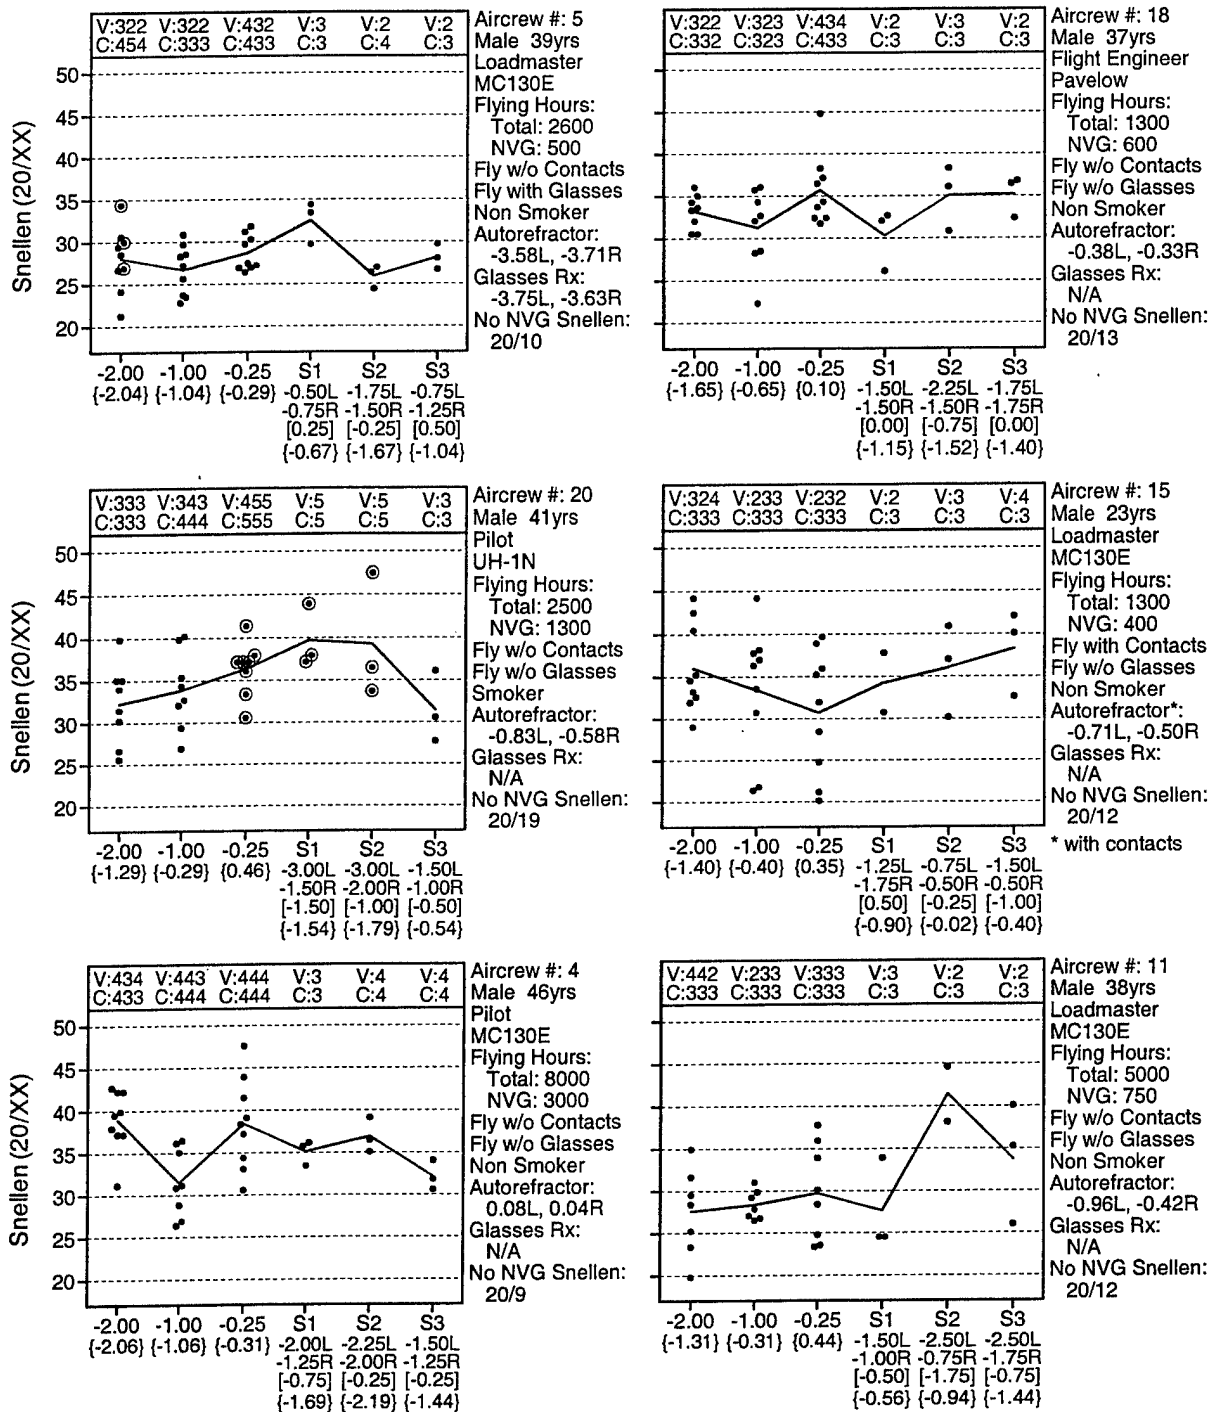 V:322 V:322 V:432 V:3 V:2 V:2
C:454 C:333 C:433 C:3 C:4 C:3
Aircrew #: 5
Male 39yrs
Loadmaster
MC130E
Flying Hours:
Total: 2600
NVG: 500
Fly w/o Contacts
Fly with Glasses
Non Smoker
Autorefractor:
-3.58L, -3.71R
Glasses Rx:
-3.75L, -3.63R
No NVG Snellen:
20/10
Snellen (20/XX)
50
45
40
35
30
25
20
-2.00 -1.00 -0.25 S1 S2 S3
{-2.04} {-1.04} {-0.29} -0.50L -1.75L -0.75L
-0.75R -1.50R -1.25R
[0.25] [-0.25] [0.50]
{-0.67} {-1.67} {-1.04}
V:322 V:323 V:434 V:2 V:3 V:2
C:332 C:323 C:433 C:3 C:3 C:3
Aircrew #: 18
Male 37yrs
Flight Engineer
Pavelow
Flying Hours:
Total: 1300
NVG: 600
Fly w/o Contacts
Fly w/o Glasses
Non Smoker
Autorefractor:
-0.38L, -0.33R
Glasses Rx:
N/A
No NVG Snellen:
20/13
-2.00 -1.00 -0.25 S1 S2 S3
{-1.65} {-0.65} {0.10} -1.50L -2.25L -1.75L
-1.50R -1.50R -1.75R
[0.00] [-0.75] [0.00]
{-1.15} {-1.52} {-1.40}
V:333 V:343 V:455 V:5 V:5 V:3
C:333 C:444 C:555 C:5 C:5 C:3
Aircrew #: 20
Male 41yrs
Pilot
UH-1N
Flying Hours:
Total: 2500
NVG: 1300
Fly w/o Contacts
Fly w/o Glasses
Smoker
Autorefractor:
-0.83L, -0.58R
Glasses Rx:
N/A
No NVG Snellen:
20/19
Snellen (20/XX)
50
45
40
35
30
25
20
-2.00 -1.00 -0.25 S1 S2 S3
{-1.29} {-0.29} {0.46} -3.00L -3.00L -1.50L
-1.50R -2.00R -1.00R
[-1.50] [-1.00] [-0.50]
{-1.54} {-1.79} {-0.54}
V:324 V:233 V:232 V:2 V:3 V:4
C:333 C:333 C:333 C:3 C:3 C:3
Aircrew #: 15
Male 23yrs
Loadmaster
MC130E
Flying Hours:
Total: 1300
NVG: 400
Fly with Contacts
Fly w/o Glasses
Non Smoker
Autorefractor*:
-0.71L, -0.50R
Glasses Rx:
N/A
No NVG Snellen:
20/12
* with contacts
-2.00 -1.00 -0.25 S1 S2 S3
{-1.40} {-0.40} {0.35} -1.25L -0.75L -1.50L
-1.75R -0.50R -0.50R
[0.50] [-0.25] [-1.00]
{-0.90} {-0.02} {-0.40}
V:434 V:443 V:444 V:3 V:4 V:4
C:433 C:444 C:444 C:3 C:4 C:4
Aircrew #: 4
Male 46yrs
Pilot
MC130E
Flying Hours:
Total: 8000
NVG: 3000
Fly w/o Contacts
Fly w/o Glasses
Non Smoker
Autorefractor:
0.08L, 0.04R
Glasses Rx:
N/A
No NVG Snellen:
20/9
Snellen (20/XX)
50
45
40
35
30
25
20
-2.00 -1.00 -0.25 S1 S2 S3
{-2.06} {-1.06} {-0.31} -2.00L -2.25L -1.50L
-1.25R -2.00R -1.25R
[-0.75] [-0.25] [-0.25]
{-1.69} {-2.19} {-1.44}
V:442 V:233 V:333 V:3 V:2 V:2
C:333 C:333 C:333 C:3 C:3 C:3
Aircrew #: 11
Male 38yrs
Loadmaster
MC130E
Flying Hours:
Total: 5000
NVG: 750
Fly w/o Contacts
Fly w/o Glasses
Non Smoker
Autorefractor:
-0.96L, -0.42R
Glasses Rx:
N/A
No NVG Snellen:
20/12
-2.00 -1.00 -0.25 S1 S2 S3
{-1.31} {-0.31} {0.44} -1.50L -2.50L -2.50L
-1.00R -0.75R -1.75R
[-0.50] [-1.75] [-0.75]
{-0.56} {-0.94} {-1.44}